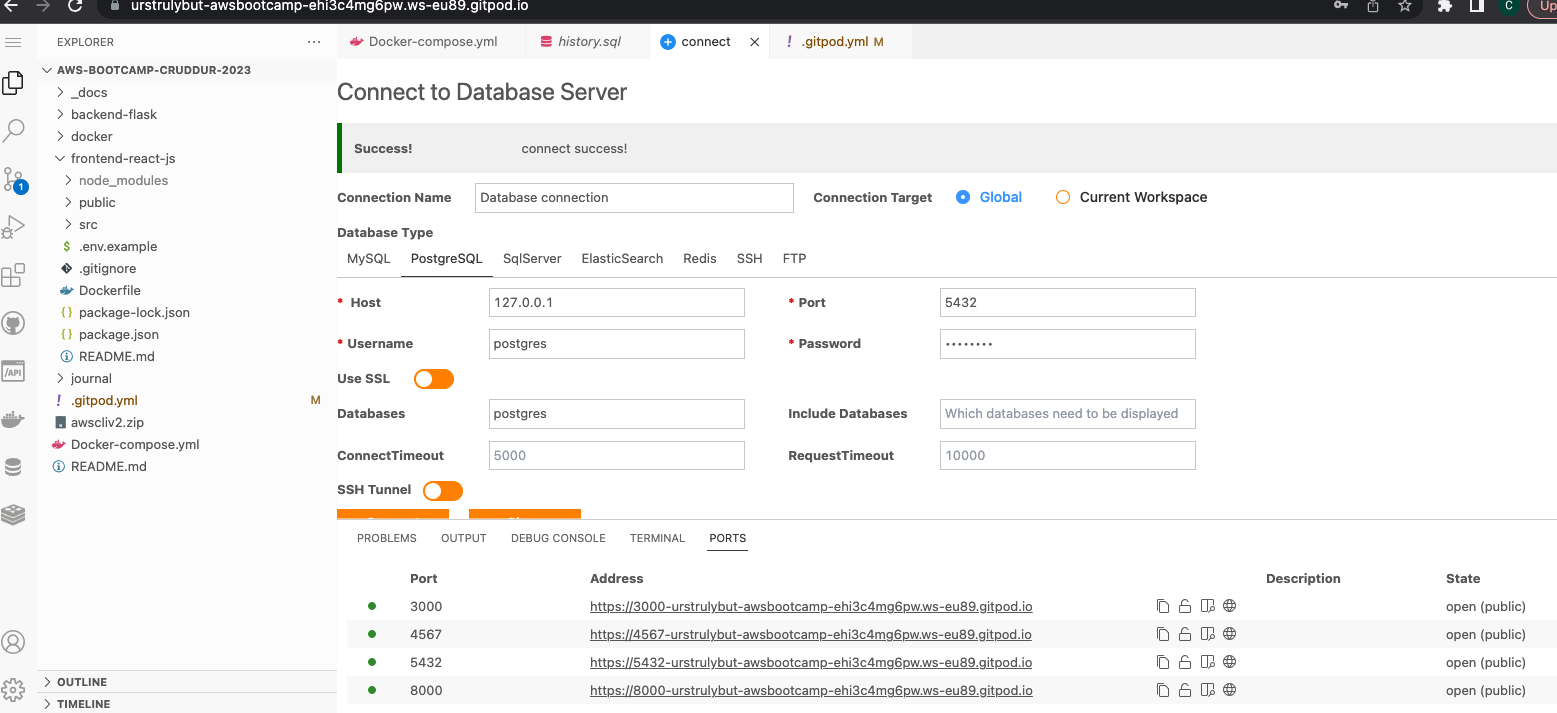 urstrulybut-awsbootcamp-ehi3c4mg6pw.ws-eu89.gitpod.io
C
Up
EXPLORER
Docker-compose.yml
history.sql
connect
.gitpod.yml M
AWS-BOOTCAMP-CRUDDUR-2023
_docs
backend-flask
docker
frontend-react-js
node_modules
public
src
.env.example
.gitignore
Dockerfile
package-lock.json
package.json
README.md
journal
.gitpod.yml M
awscliv2.zip
Docker-compose.yml
README.md
OUTLINE
TIMELINE
1
/API
Connect to Database Server
Success! connect success!
Connection Name Database connection Connection Target Global Current Workspace
Database Type
MySQL PostgreSQL SqlServer ElasticSearch Redis SSH FTP
* Host 127.0.0.1 * Port 5432
* Username postgres * Password ••••••••
Use SSL
Databases postgres Include Databases Which databases need to be displayed
ConnectTimeout 5000 RequestTimeout 10000
SSH Tunnel
PROBLEMS OUTPUT DEBUG CONSOLE TERMINAL PORTS
Port Address Description State
3000 https://3000-urstrulybut-awsbootcamp-ehi3c4mg6pw.ws-eu89.gitpod.io open (public)
4567 https://4567-urstrulybut-awsbootcamp-ehi3c4mg6pw.ws-eu89.gitpod.io open (public)
5432 https://5432-urstrulybut-awsbootcamp-ehi3c4mg6pw.ws-eu89.gitpod.io open (public)
8000 https://8000-urstrulybut-awsbootcamp-ehi3c4mg6pw.ws-eu89.gitpod.io open (public)